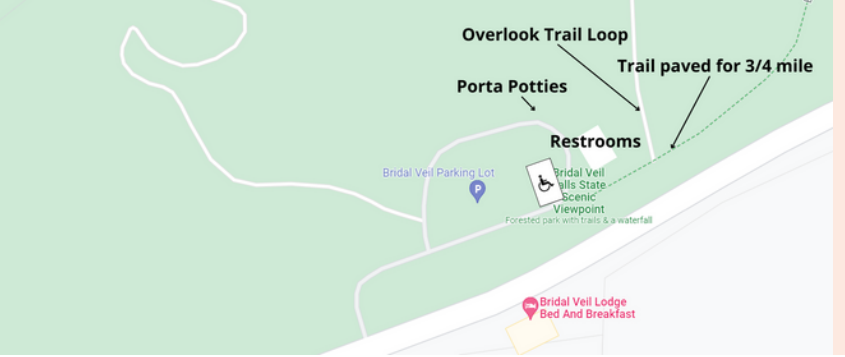 Overlook Trail Loop
Trail paved for 3/4 mile
Porta Potties
Restrooms
Bridal Veil Parking Lot
P
Bridal Veil
alls State
Scenic
Viewpoint
Forested park with trails & a waterfall
Bridal Veil Lodge
Bed And Breakfast